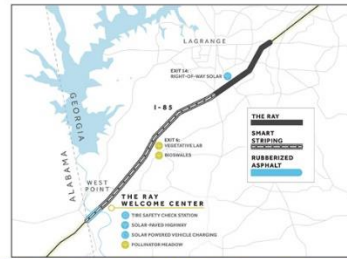 LAGRANGE
EXIT 14:
RIGHT-OF-WAY SOLAR
I-85
GEORGIA
ALABAMA
EXIT 6:
VEGETATIVE LAB
BIOSWALES
THE RAY
SMART
STRIPING
RUBBERIZED
ASPHALT
WEST
POINT
THE RAY
WELCOME CENTER
TIRE SAFETY CHECK STATION
SOLAR-PAVED HIGHWAY
SOLAR POWERED VEHICLE CHARGING
POLLINATOR MEADOW